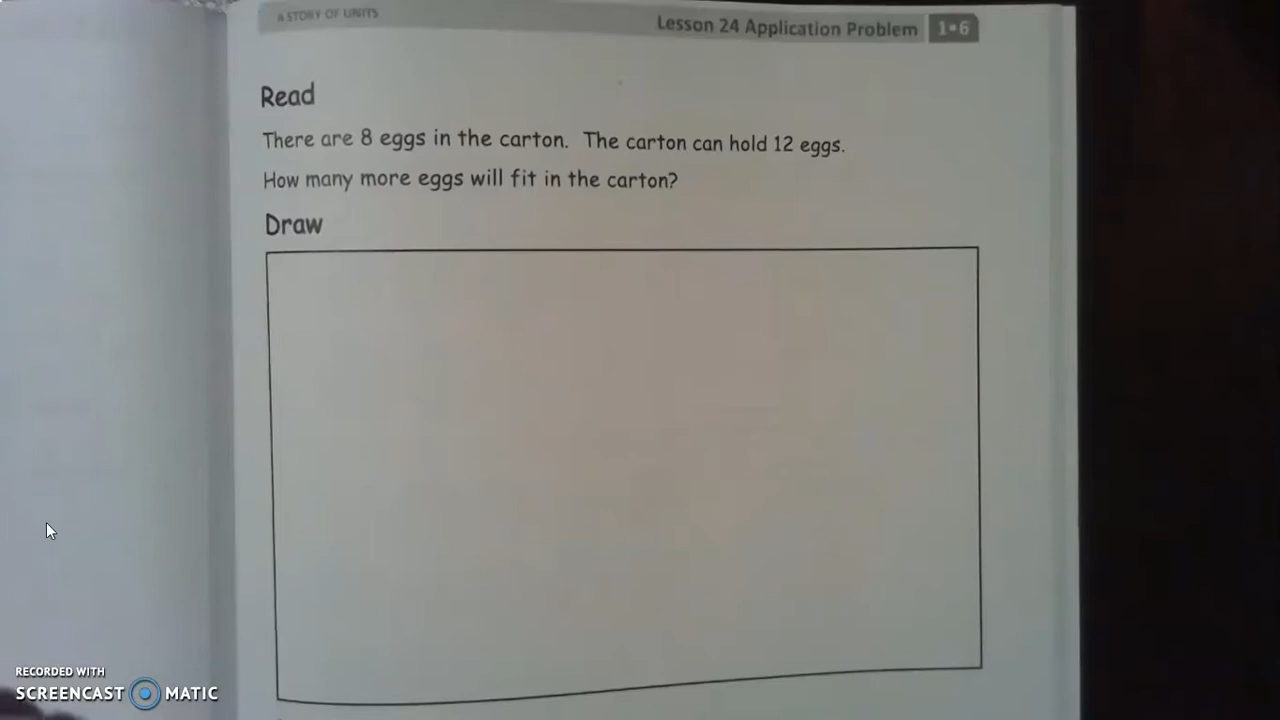 A STORY OF UNITS
Lesson 24 Application Problem 1•6
Read
There are 8 eggs in the carton. The carton can hold 12 eggs.
How many more eggs will fit in the carton?
Draw
RECORDED WITH
SCREENCAST MATIC